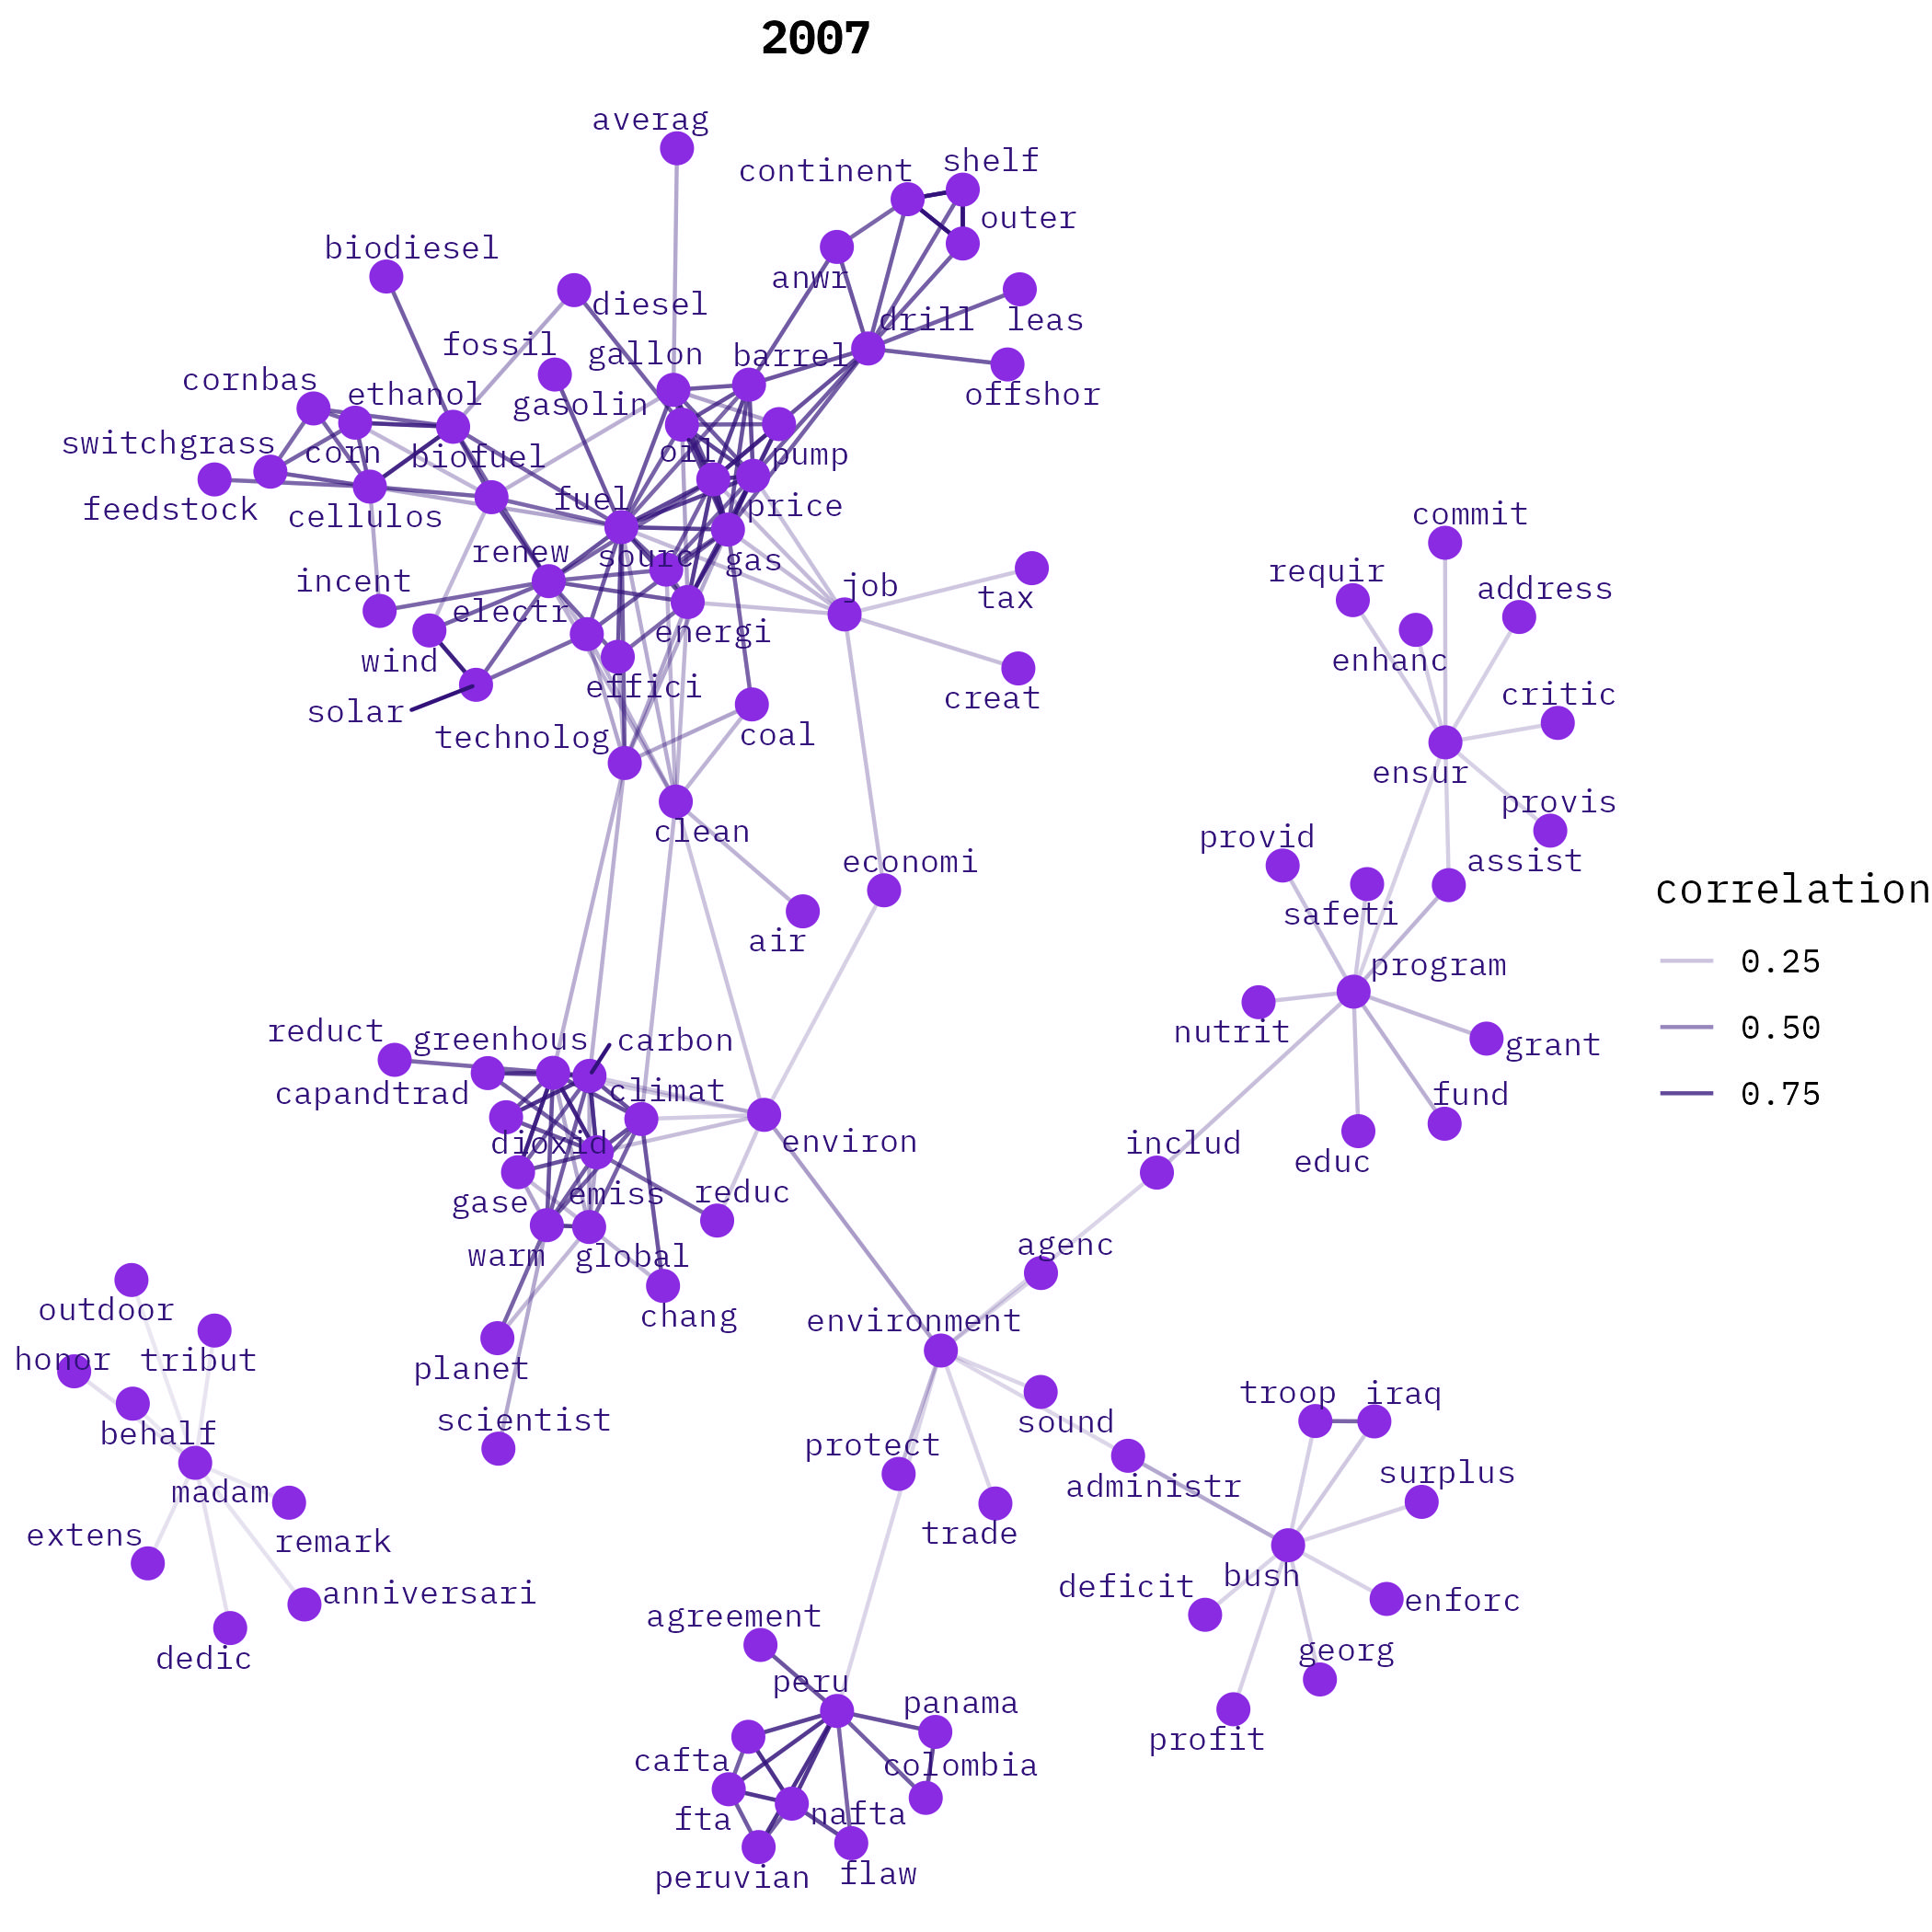 2007
averag
continent
shelf
outer
biodiesel
anwr
diesel
drill
leas
fossil
gallon
barrel
cornbas
ethanol
gasolin
offshor
switchgrass
corn
biofuel
oil
pump
feedstock
cellulos
fuel
price
commit
renew
sourc
gas
requir
incent
electr
job
tax
address
energi
wind
enhanc
effici
creat
critic
solar
technolog
coal
ensur
clean
provis
provid
economi
assist
correlation
air
safeti
program
0.25
reduct
greenhous
carbon
nutrit
grant
0.50
capandtrad
climat
fund
0.75
dioxid
environ
includ
educ
gase
emiss
reduc
warm
global
agenc
outdoor
chang
environment
honor
tribut
planet
troop
iraq
behalf
scientist
sound
protect
surplus
madam
administr
extens
remark
trade
deficit
bush
anniversari
enforc
agreement
dedic
georg
peru
panama
profit
cafta
colombia
fta
nafta
peruvian
flaw